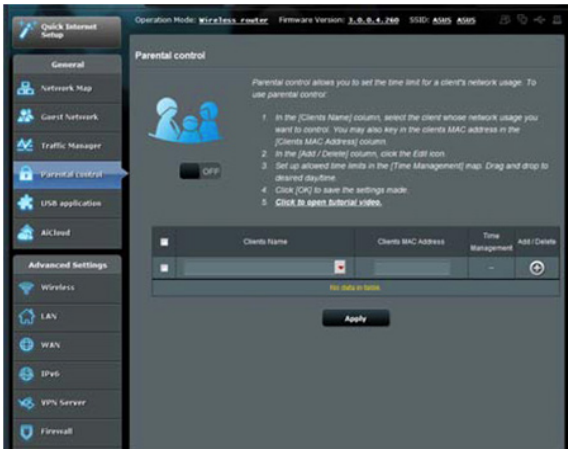 Quick Internet
Setup
Operation Mode: Wireless router Firmware Version: 3.0.0.4.260 SSID: ASUS ASUS
General
Network Map
Guest Network
Traffic Manager
Parental control
USB application
AiCloud
Advanced Settings
Wireless
LAN
WAN
IPv6
VPN Server
Firewall
Parental control
Parental control allows you to set the time limit for a client's network usage. To
use parental control:
1. In the [Clients Name] column, select the client whose network usage you
want to control. You may also key in the clients MAC address in the
[Clients MAC Address] column.
2. In the [Add / Delete] column, click the Edit icon.
3. Set up allowed time limits in the [Time Management] map. Drag and drop to
desired day/time.
4. Click [OK] to save the settings made.
5. Click to open tutorial video.
OFF
Clients Name Clients MAC Address Time Management Add / Delete
--
No data in table.
Apply